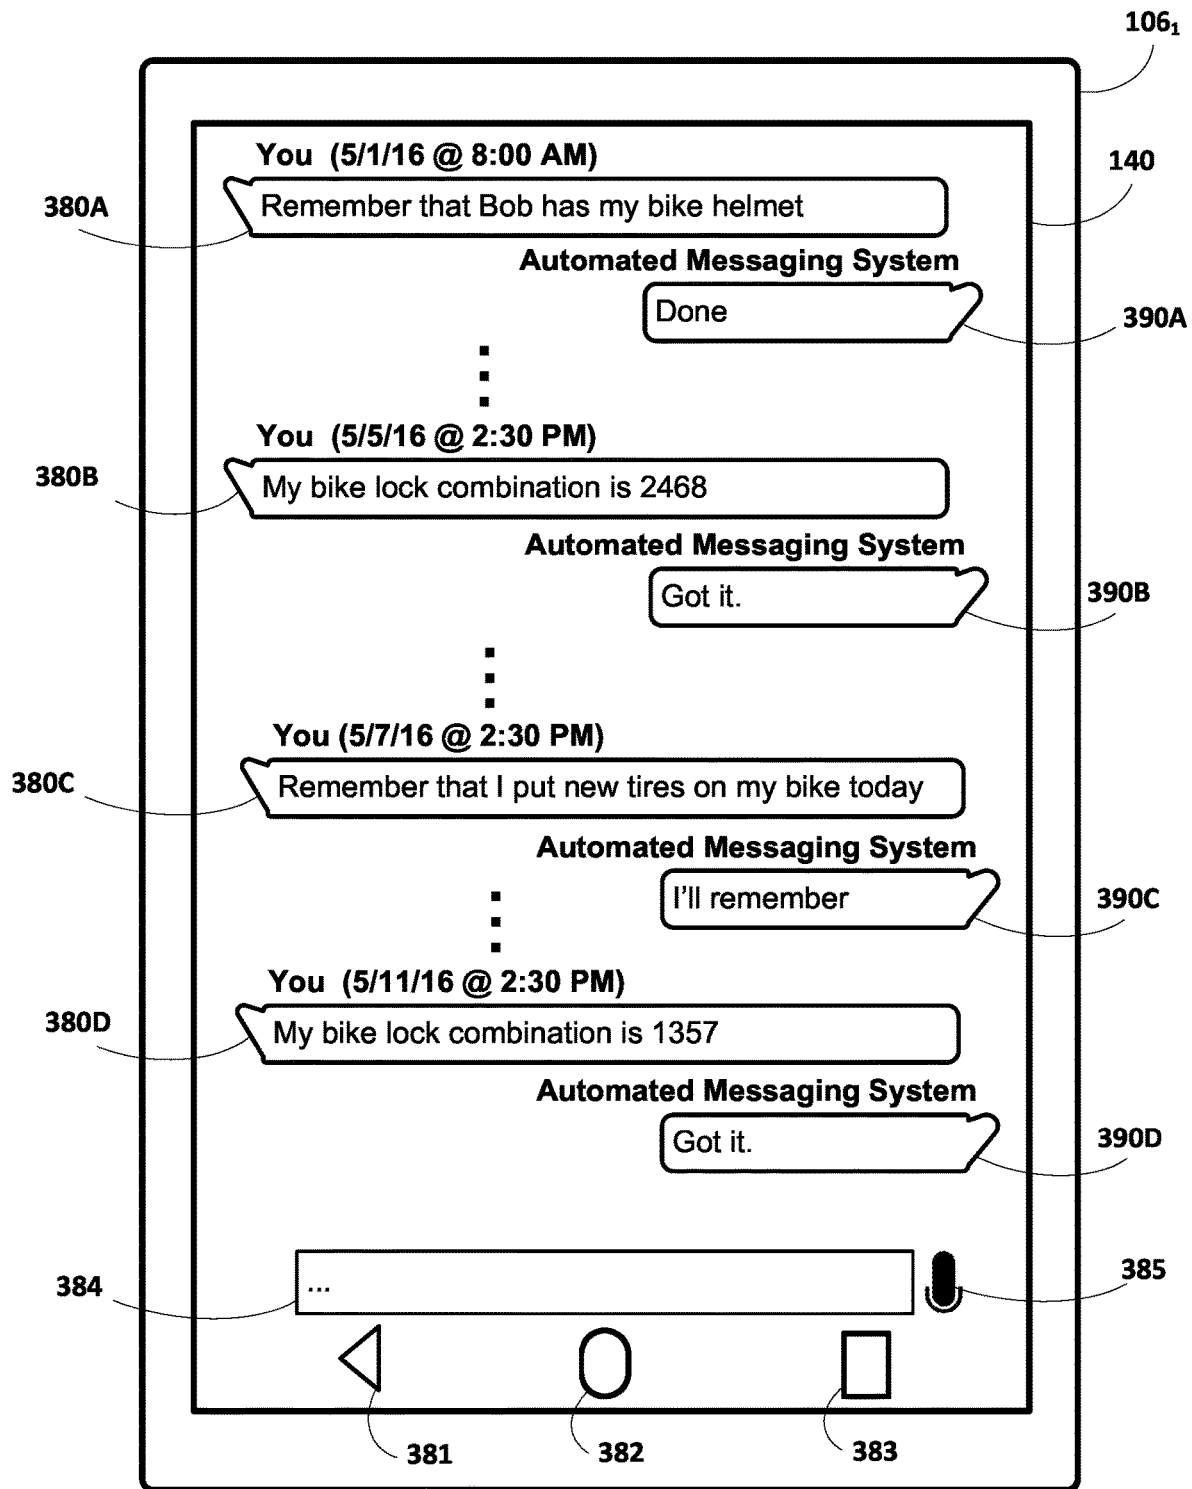 106₁
You (5/1/16 @ 8:00 AM)
140
380A
Remember that Bob has my bike helmet
Automated Messaging System
Done
390A
You (5/5/16 @ 2:30 PM)
380B
My bike lock combination is 2468
Automated Messaging System
Got it.
390B
You (5/7/16 @ 2:30 PM)
380C
Remember that I put new tires on my bike today
Automated Messaging System
I'll remember
390C
You (5/11/16 @ 2:30 PM)
380D
My bike lock combination is 1357
Automated Messaging System
Got it.
390D
384
...
385
381
382
383